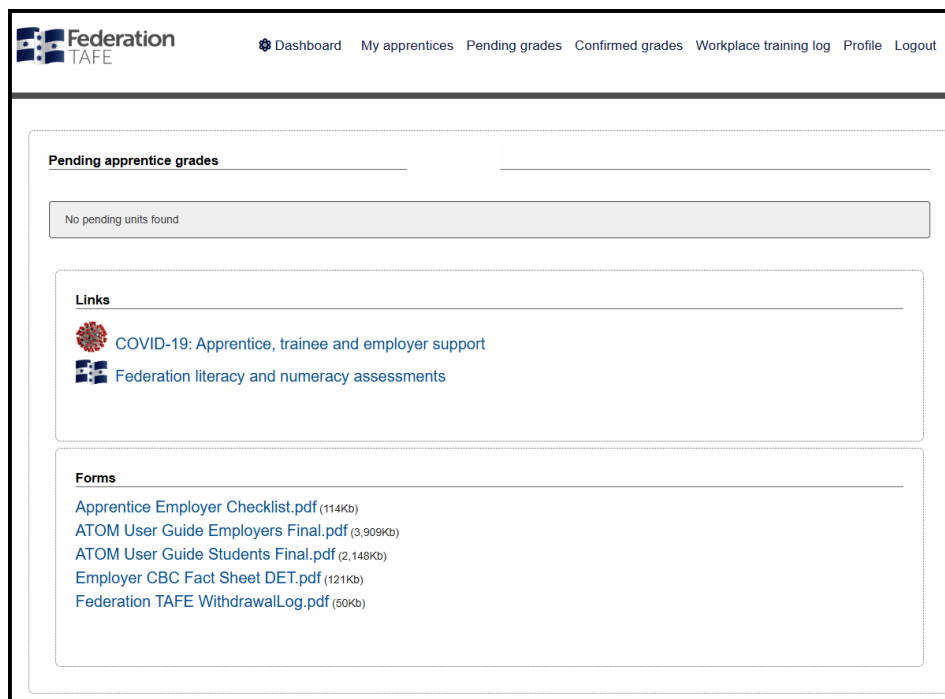 Federation
TAFE
Dashboard My apprentices Pending grades Confirmed grades Workplace training log Profile Logout
Pending apprentice grades
No pending units found
Links
COVID-19: Apprentice, trainee and employer support
Federation literacy and numeracy assessments
Forms
Apprentice Employer Checklist.pdf (114Kb)
ATOM User Guide Employers Final.pdf (3,909Kb)
ATOM User Guide Students Final.pdf (2,148Kb)
Employer CBC Fact Sheet DET.pdf (121Kb)
Federation TAFE WithdrawalLog.pdf (50Kb)